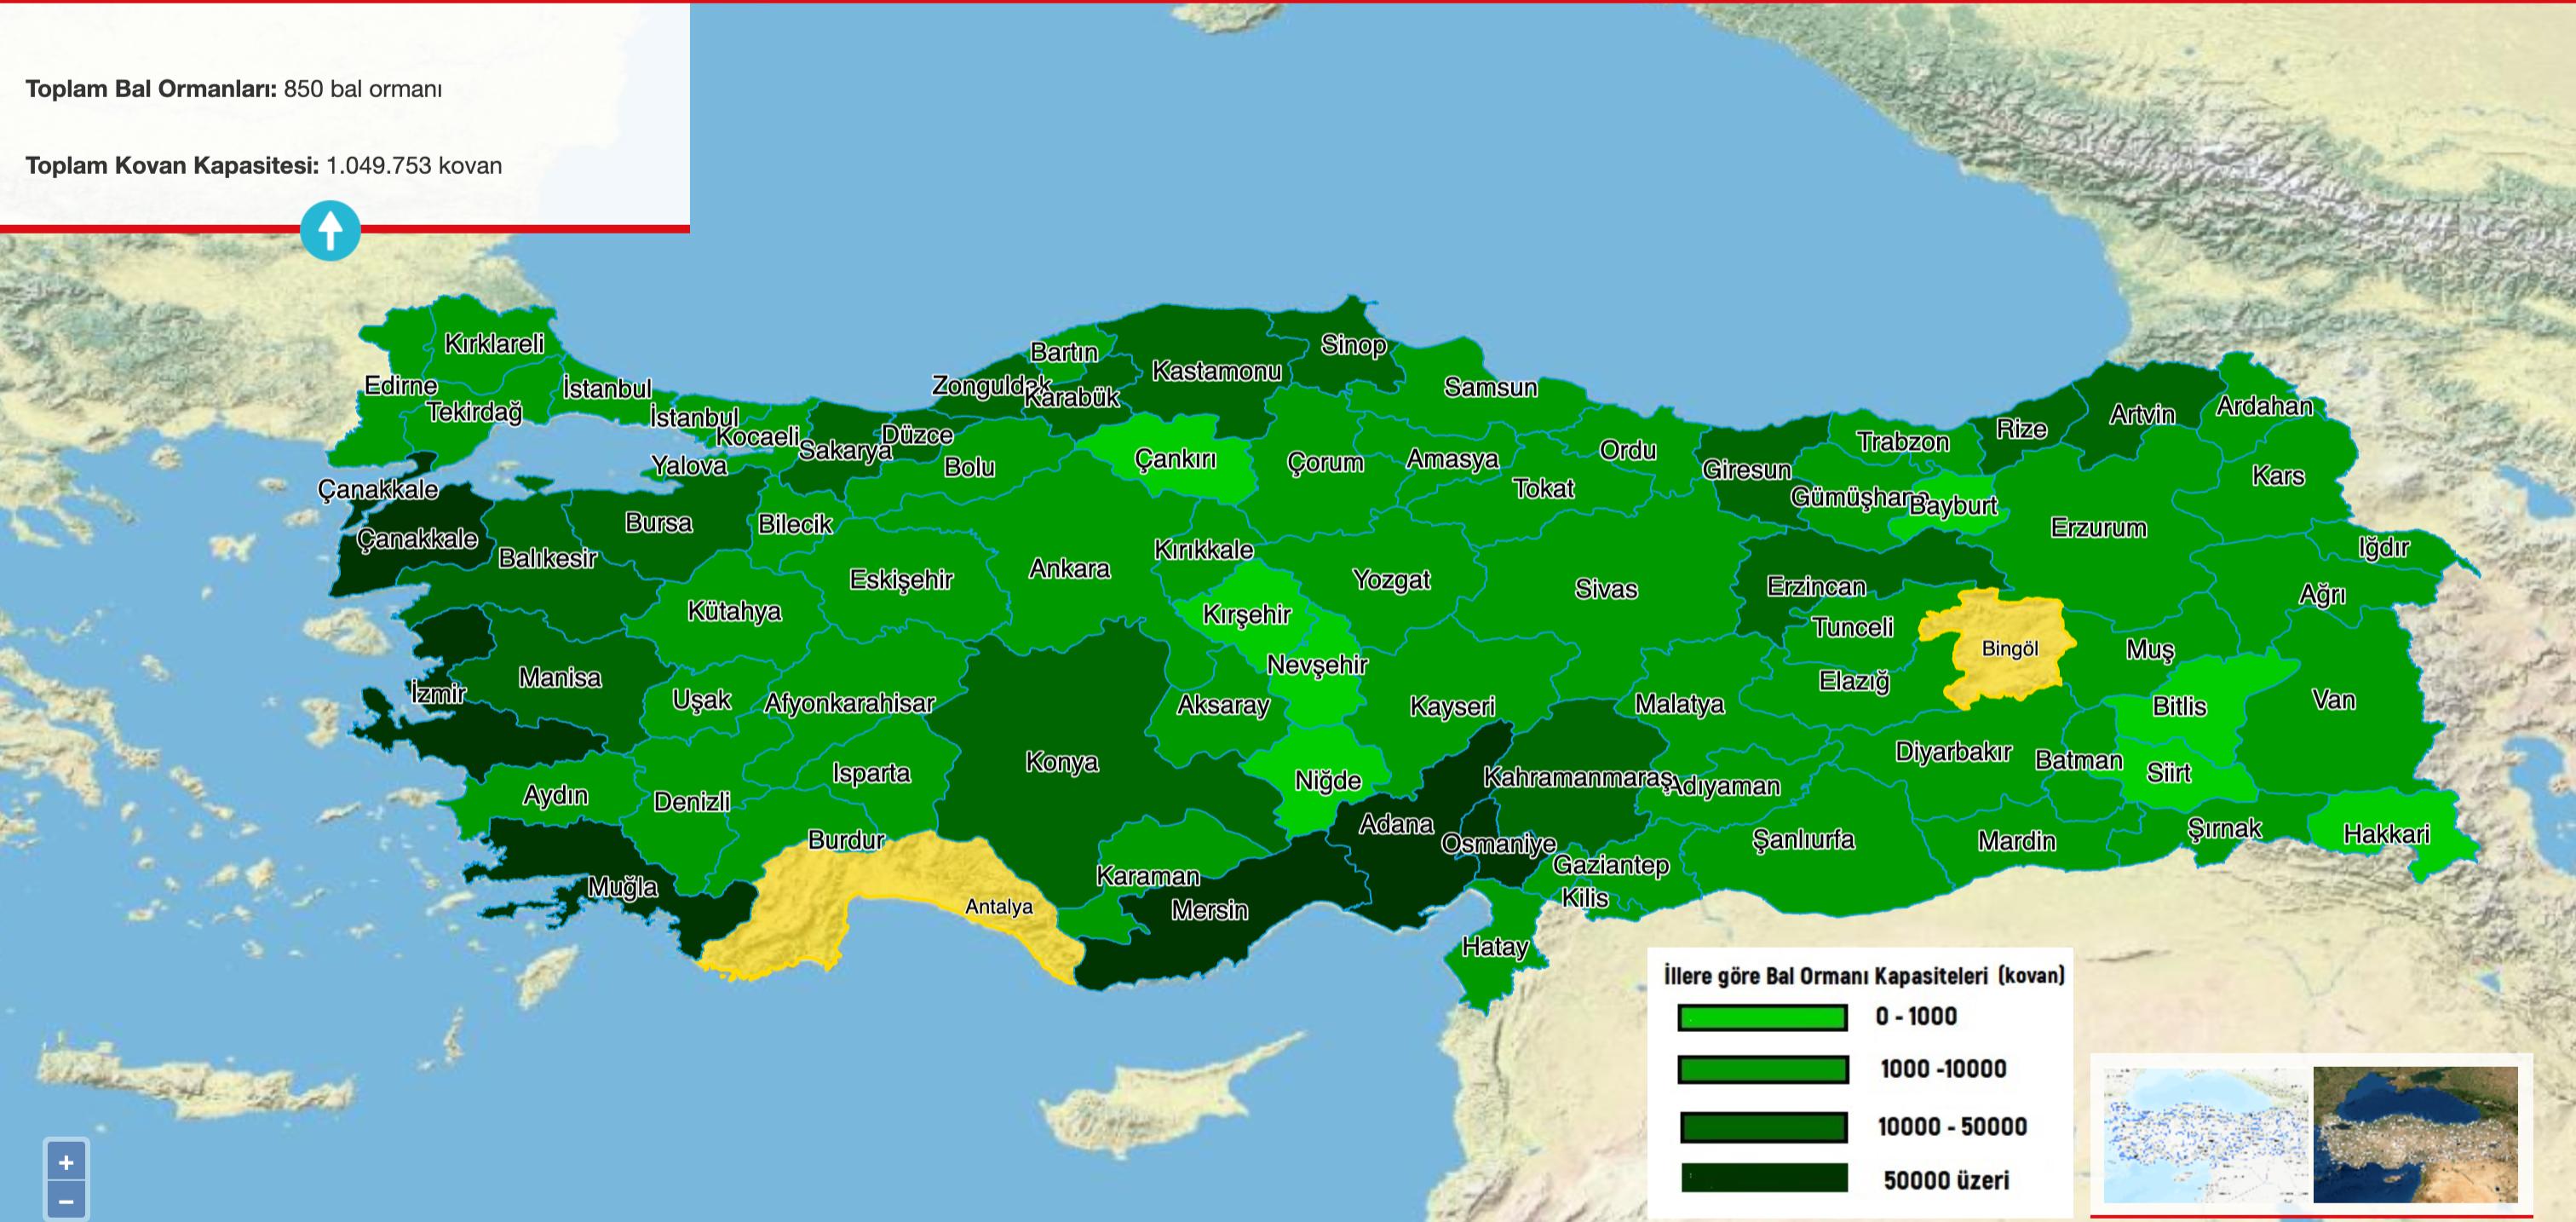 Toplam Bal Ormanları: 850 bal ormanı
Toplam Kovan Kapasitesi: 1.049.753 kovan
Kırklareli
Edirne
Tekirdağ
İstanbul
İstanbul
Kocaeli
Yalova
Sakarya
Düzce
Zonguldak
Bartın
Karabük
Kastamonu
Sinop
Samsun
Bolu
Çankırı
Çorum
Amasya
Tokat
Ordu
Giresun
Trabzon
Gümüşhane
Bayburt
Rize
Artvin
Ardahan
Kars
Iğdır
Ağrı
Erzurum
Çanakkale
Çanakkale
Balıkesir
Bursa
Bilecik
Eskişehir
Kütahya
Ankara
Kırıkkale
Kırşehir
Yozgat
Sivas
Erzincan
Tunceli
Bingöl
Muş
Bitlis
Van
Manisa
İzmir
Uşak
Afyonkarahisar
Konya
Aksaray
Nevşehir
Kayseri
Malatya
Elazığ
Diyarbakır
Batman
Siirt
Şırnak
Hakkari
Aydın
Denizli
Isparta
Burdur
Muğla
Antalya
Karaman
Mersin
Niğde
Adana
Osmaniye
Kahramanmaraş
Adıyaman
Gaziantep
Kilis
Hatay
Şanlıurfa
Mardin
İllere göre Bal Ormanı Kapasiteleri (kovan)
0 - 1000
1000 -10000
10000 - 50000
50000 üzeri
+
−